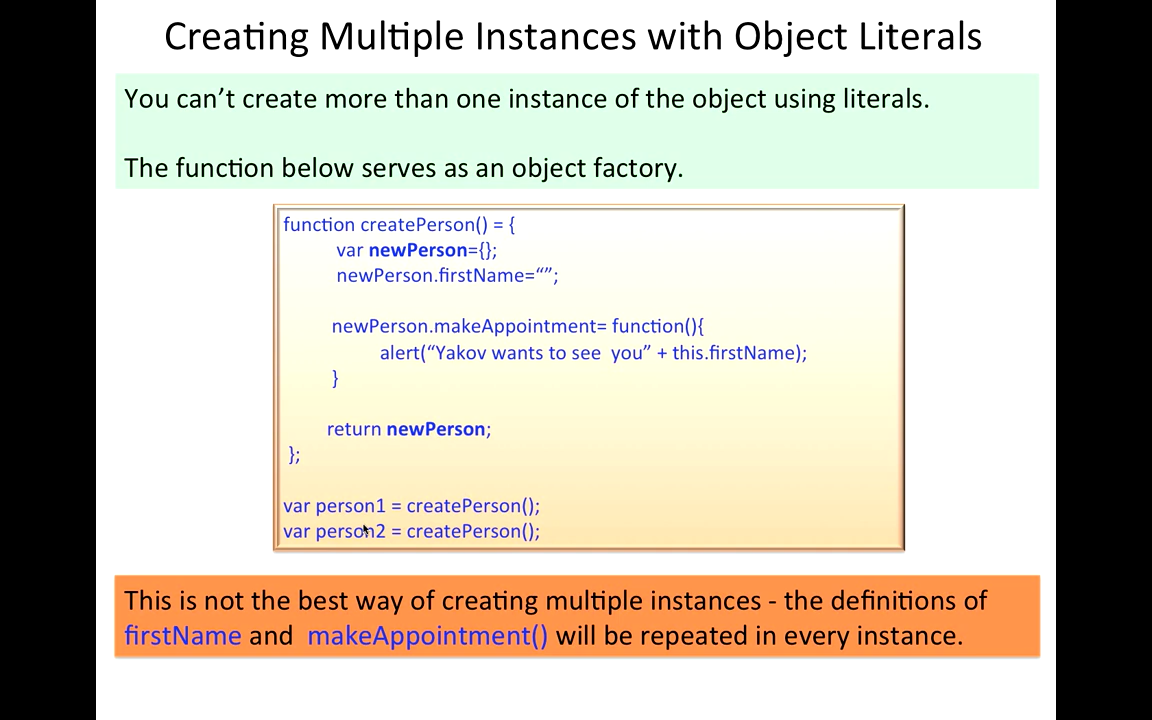 Creating Multiple Instances with Object Literals
You can’t create more than one instance of the object using literals.
The function below serves as an object factory.
function createPerson() = {
var newPerson={};
newPerson.firstName=“”;
newPerson.makeAppointment= function(){
alert(“Yakov wants to see  you” + this.firstName);
}
return newPerson;
};
var person1 = createPerson();
var person2 = createPerson();
This is not the best way of creating multiple instances - the definitions of
firstName and  makeAppointment() will be repeated in every instance.